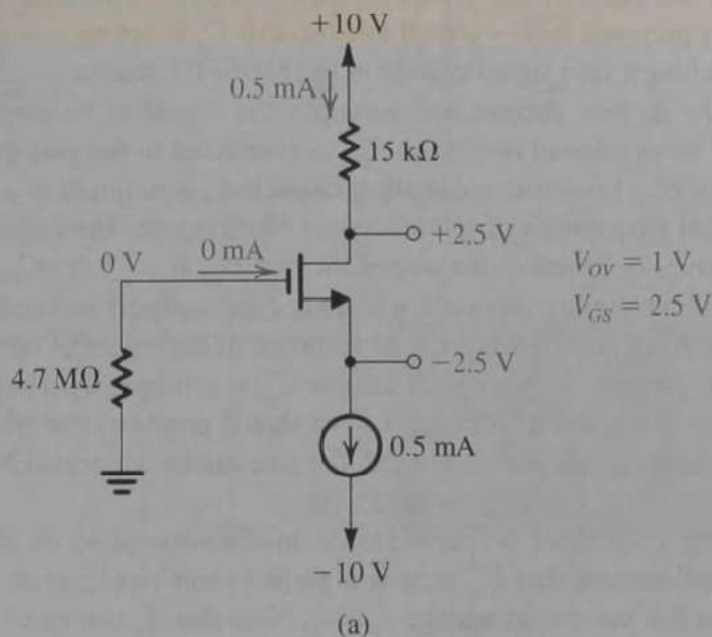 +10 V
0.5 mA
15 kΩ
+2.5 V
0 V
0 mA
V_OV = 1 V
V_GS = 2.5 V
−2.5 V
4.7 MΩ
0.5 mA
−10 V
(a)